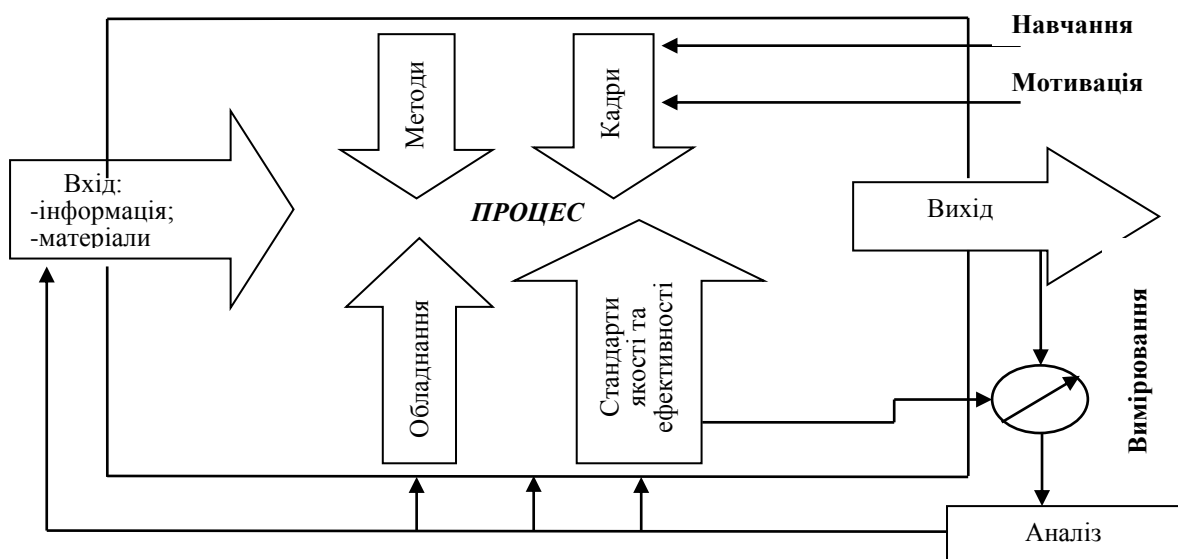 Навчання
Мотивація
Методи
Кадри
Вхід:
-інформація;
-матеріали
ПРОЦЕС
Вихід
Обладнання
Стандарти
якості та
ефективності
Вимірювання
Аналіз